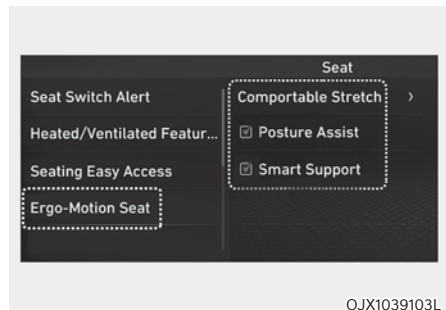 Seat
Seat Switch Alert
Heated/Ventilated Featur...
Seating Easy Access
Ergo-Motion Seat
Comportable Stretch >
Posture Assist
Smart Support
OJX1039103L